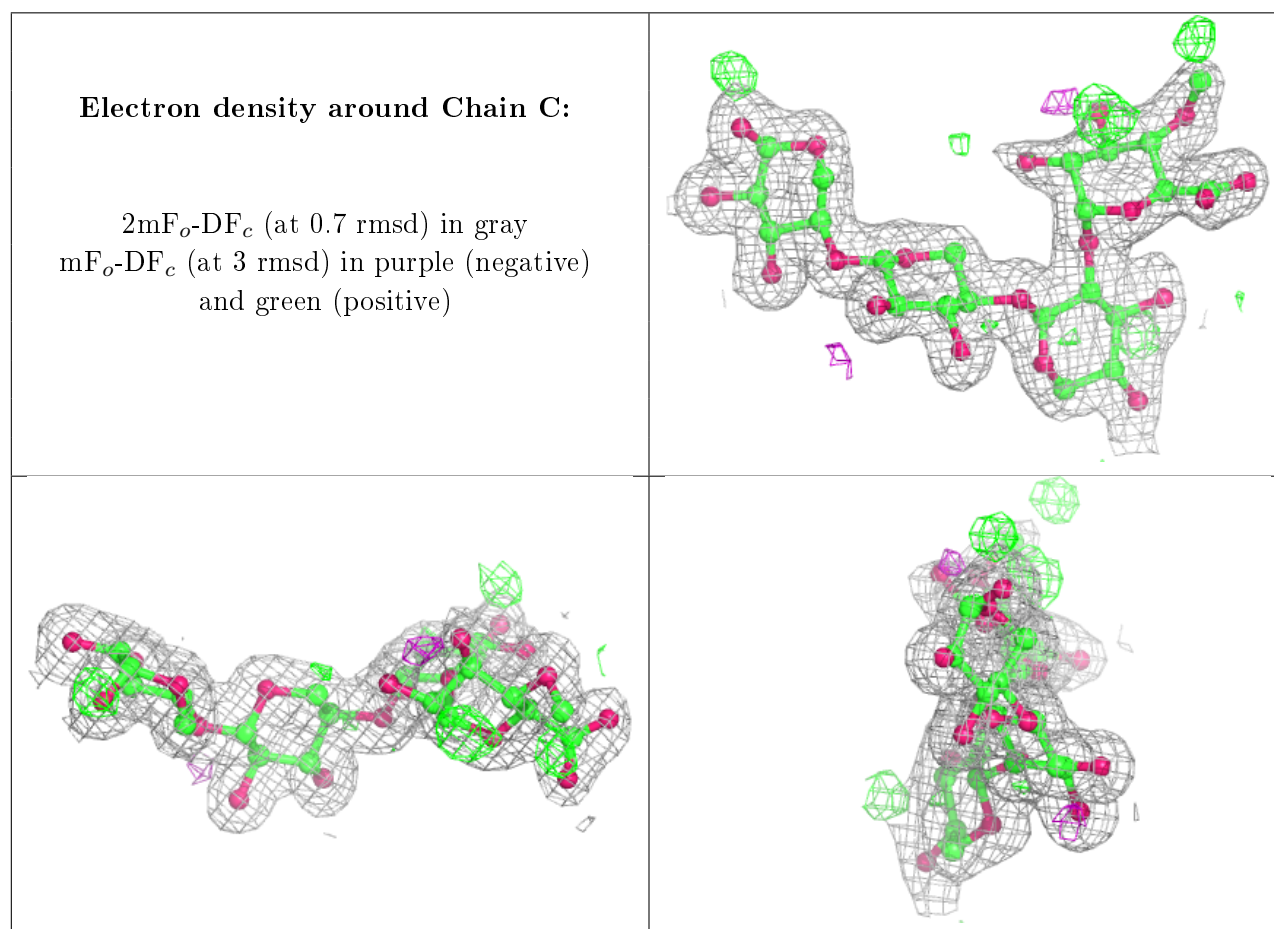 Electron density around Chain C:
2mFo-DFc (at 0.7 rmsd) in gray
mFo-DFc (at 3 rmsd) in purple (negative)
and green (positive)